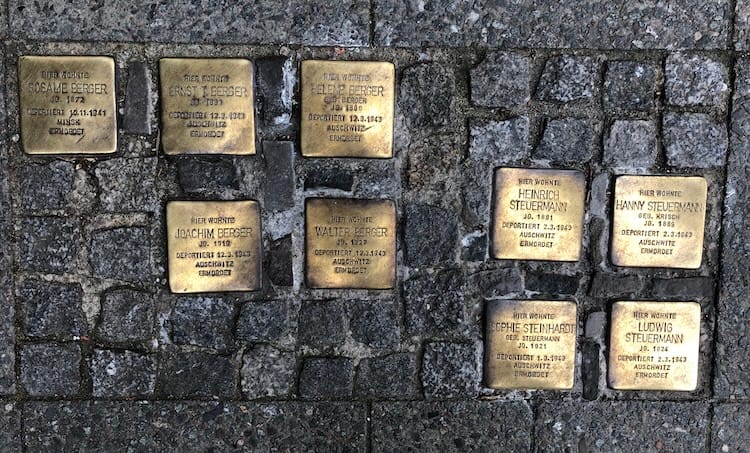 HIER WOHNTE
ROSALIE BERGER
JG. 1872
DEPORTIERT 10.11.1941
MINSK
ERMORDET
HIER WOHNTE
ERNST T. BERGER
DEPORTIERT 12.3.1943
AUSCHWITZ
ERMORDET
HIER WOHNTE
HELENE BERGER
GEB. BERGER
DEPORTIERT 12.3.1943
AUSCHWITZ
ERMORDET
HIER WOHNTE
JOACHIM BERGER
DEPORTIERT 12.3.1943
AUSCHWITZ
ERMORDET
HIER WOHNTE
WALTER BERGER
DEPORTIERT 12.3.1943
AUSCHWITZ
ERMORDET
HIER WOHNTE
HEINRICH
STEUERMANN
JG. 1881
DEPORTIERT 2.3.1943
AUSCHWITZ
ERMORDET
HIER WOHNTE
HANNY STEUERMANN
GEB. KRISCH
DEPORTIERT 2.3.1943
AUSCHWITZ
ERMORDET
HIER WOHNTE
SOPHIE STEINHARDT
GEB. STEUERMANN
JG. 1921
DEPORTIERT 1.3.1943
AUSCHWITZ
ERMORDET
HIER WOHNTE
LUDWIG
STEUERMANN
JG. 1924
DEPORTIERT 2.3.1943
AUSCHWITZ
ERMORDET